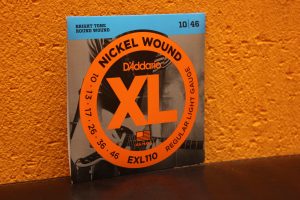 BRIGHT TONE
ROUND WOUND
10/46
NICKEL WOUND
D'Addario
XL
10 · 13 · 17 · 26 · 36 · 46
EXL110
REGULAR LIGHT GAUGE